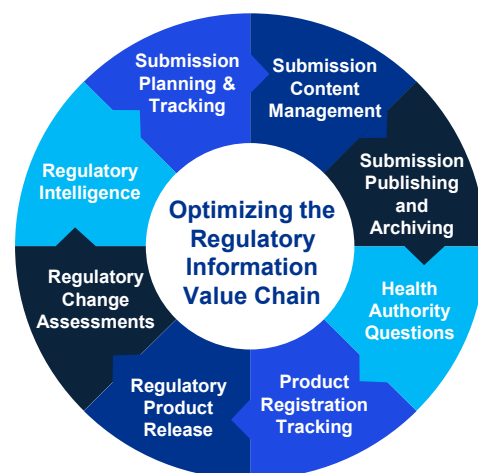 Submission
Planning &
Tracking
Submission
Content
Management
Submission
Publishing
and
Archiving
Health
Authority
Questions
Product
Registration
Tracking
Regulatory
Product
Release
Regulatory
Change
Assessments
Regulatory
Intelligence
Optimizing the
Regulatory
Information
Value Chain